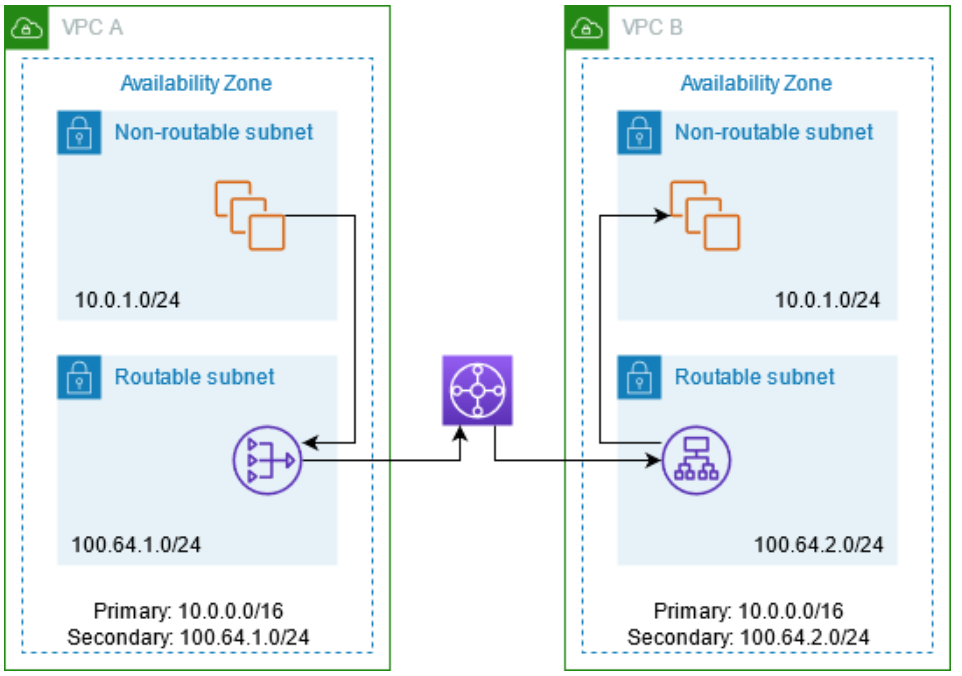 VPC A
Availability Zone
Non-routable subnet
10.0.1.0/24
Routable subnet
100.64.1.0/24
Primary: 10.0.0.0/16
Secondary: 100.64.1.0/24
VPC B
Availability Zone
Non-routable subnet
10.0.1.0/24
Routable subnet
100.64.2.0/24
Primary: 10.0.0.0/16
Secondary: 100.64.2.0/24